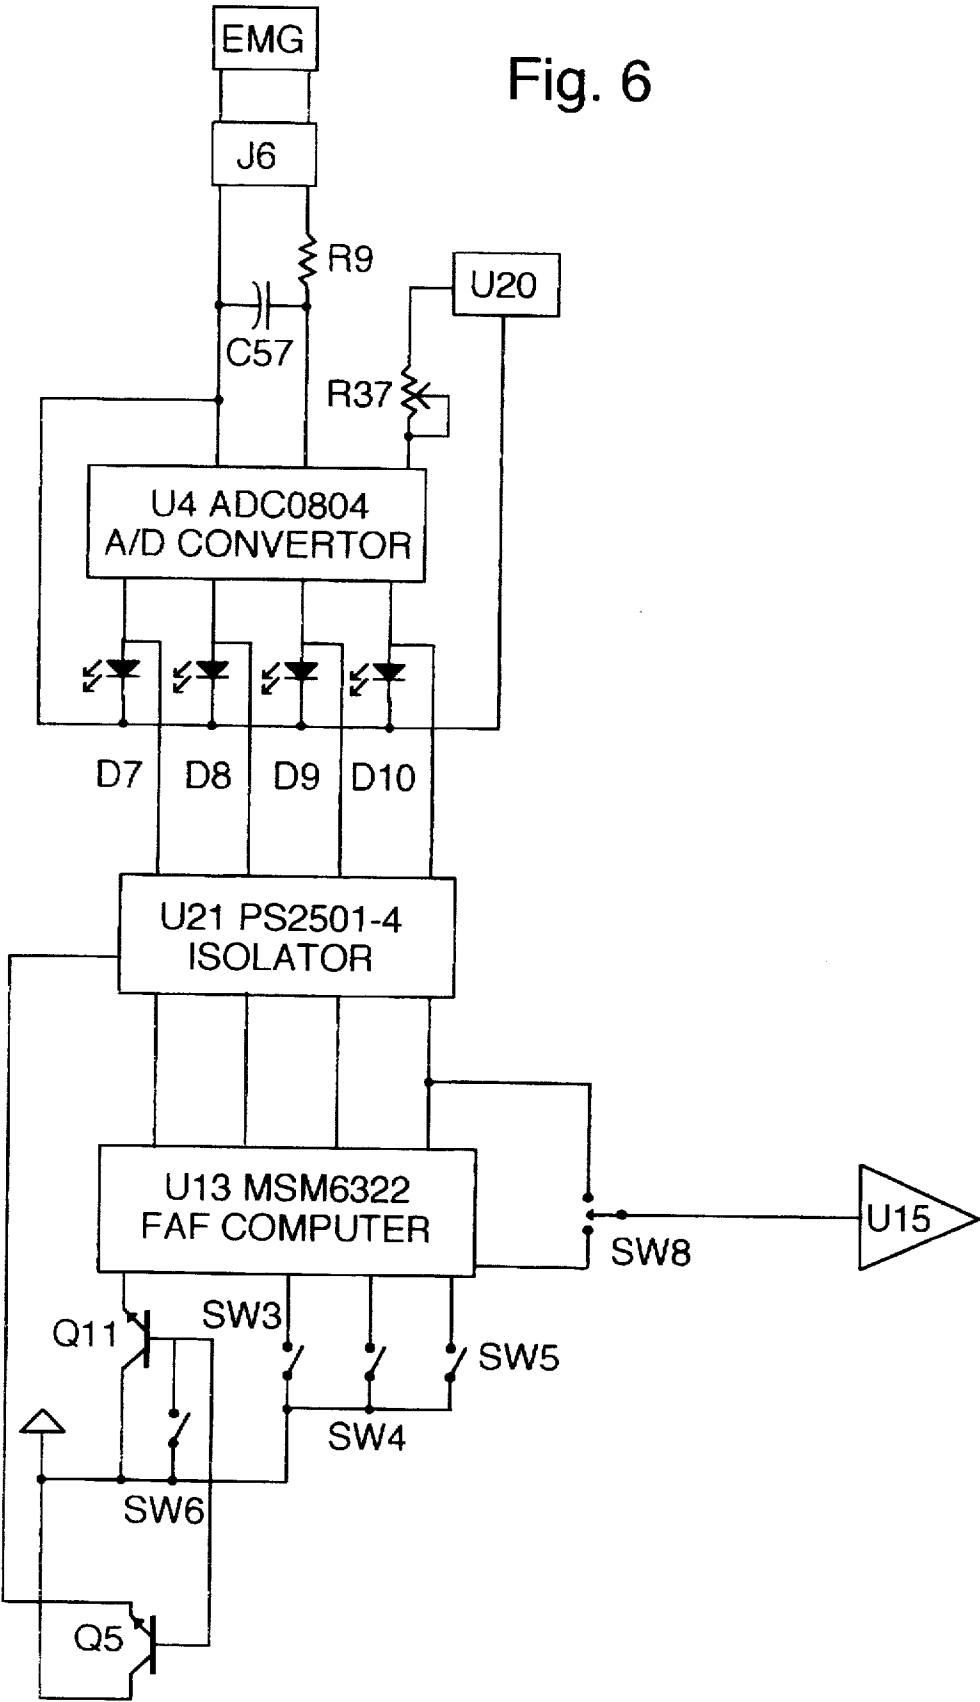 EMG
Fig. 6
J6
R9
U20
C57
R37
U4 ADC0804
A/D CONVERTOR
D7
D8
D9
D10
U21 PS2501-4
ISOLATOR
U13 MSM6322
FAF COMPUTER
U15
SW8
SW3
Q11
SW5
SW4
SW6
Q5